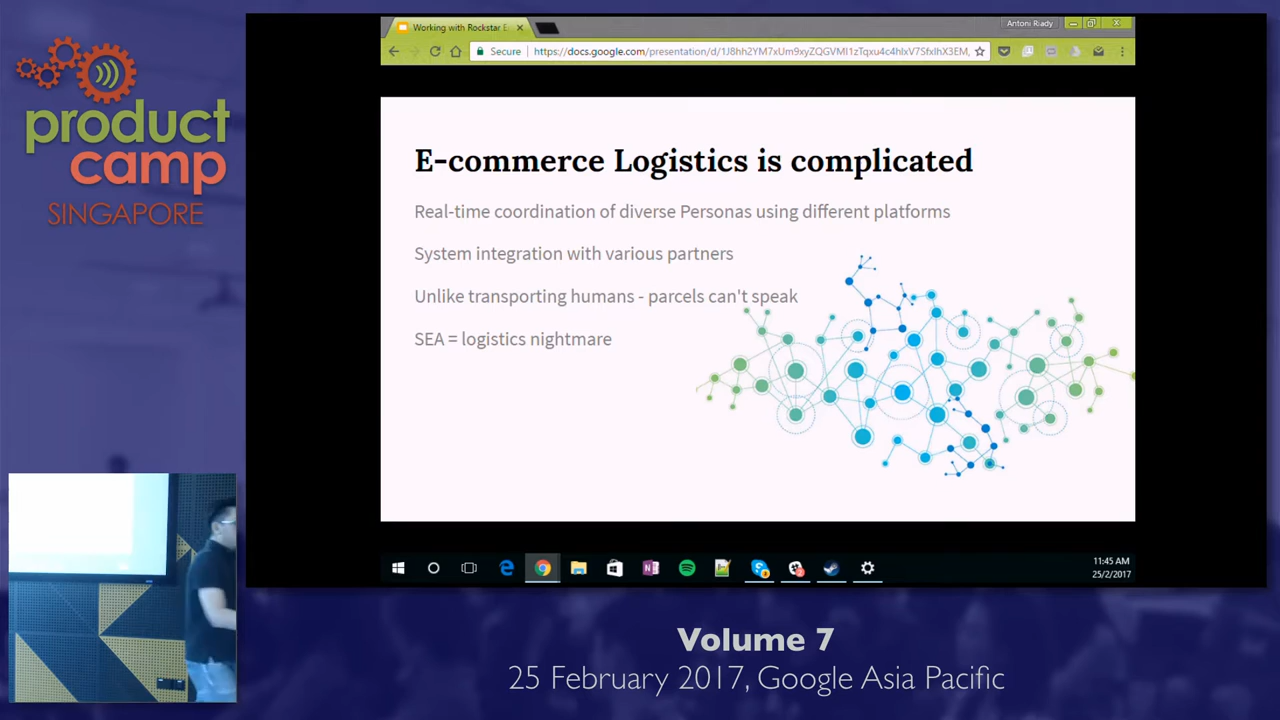 product
camp
SINGAPORE
Working with Rockstar E
Antoni Riady
Secure
https://docs.google.com/presentation/d/1J8hh2YM7xUm9xyZQGVMI1zTqxu4c4hIxV7SfxIhX3EM,
E-commerce Logistics is complicated
Real-time coordination of diverse Personas using different platforms
System integration with various partners
Unlike transporting humans - parcels can't speak
SEA = logistics nightmare
11:45 AM
25/2/2017
Volume 7
25 February 2017, Google Asia Pacific